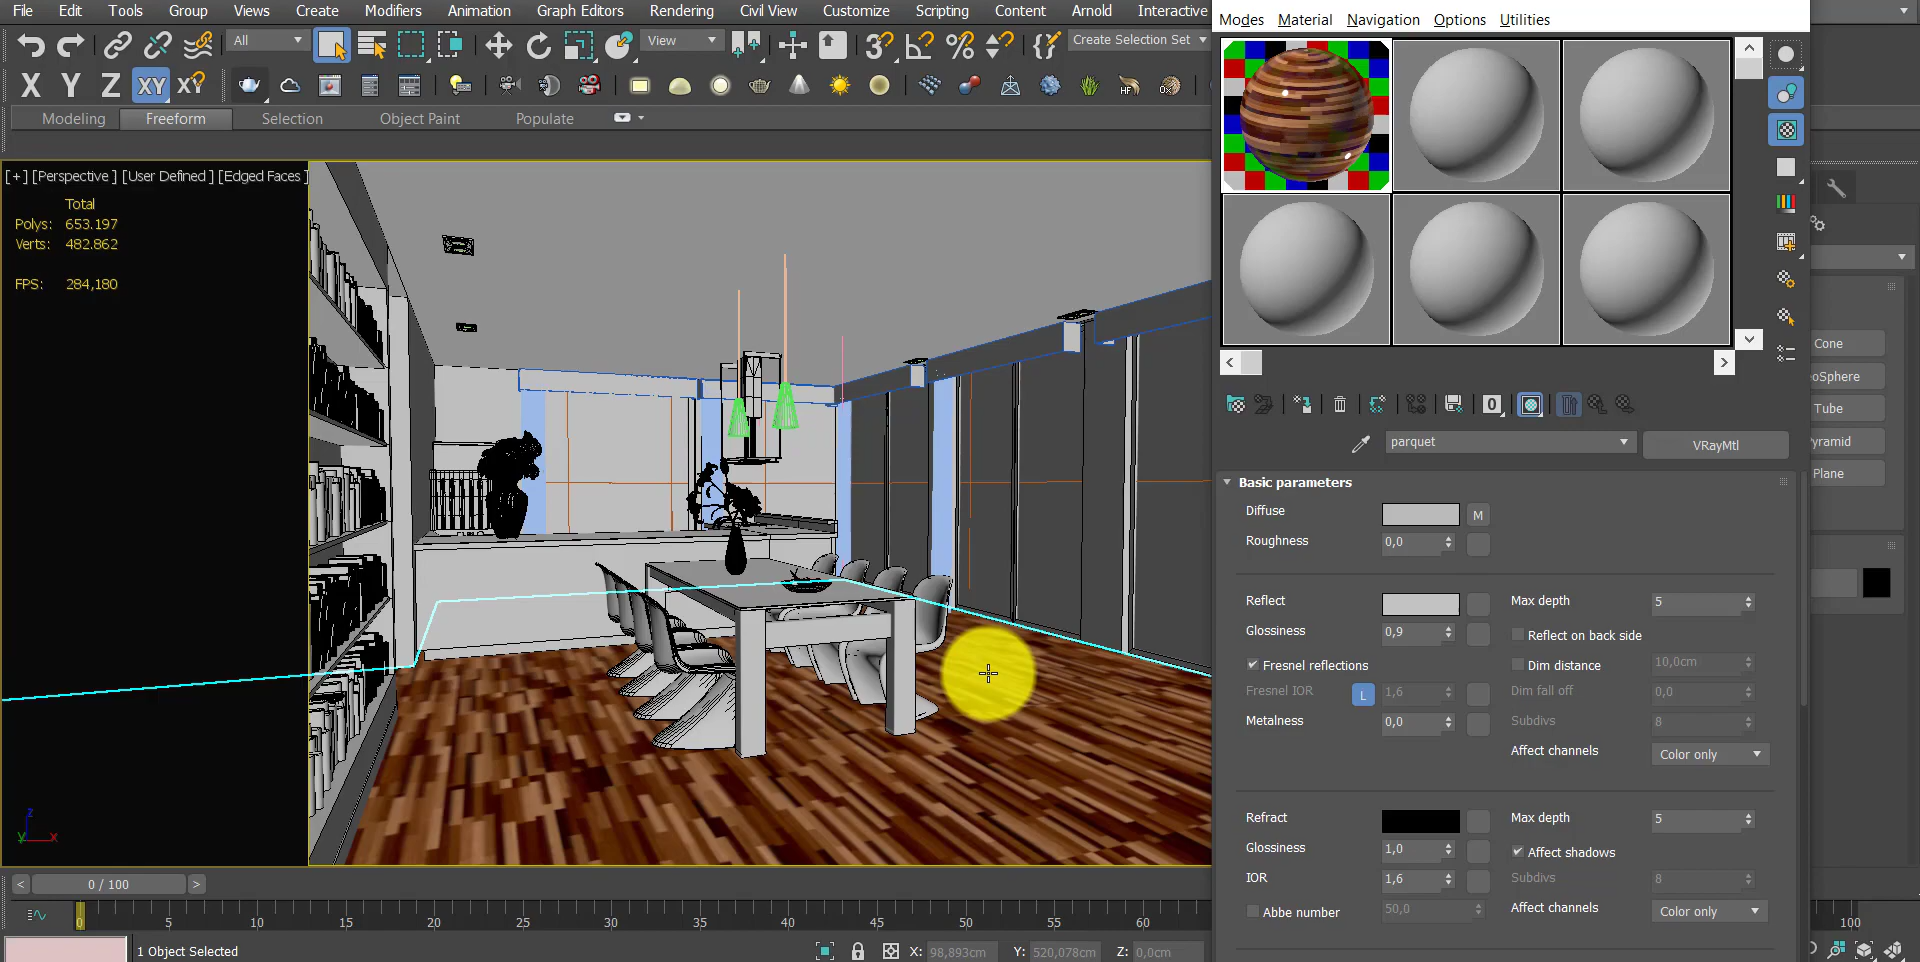 File Edit Tools Group Views Create Modifiers Animation Graph Editors Rendering Civil View Customize Scripting Content Arnold Interactive
Modes Material Navigation Options Utilities
All View Create Selection Set
X Y Z XY XY HF
Modeling Freeform Selection Object Paint Populate
[+] [Perspective] [User Defined] [Edged Faces]
Total
Polys: 653.197
Verts: 482.862
FPS: 284,180
Cone
Tube
Plane
0
parquet VRayMtl
Basic parameters
Diffuse M
Roughness 0,0
Reflect Max depth 5
Glossiness 0,9 Reflect on back side
Fresnel reflections Dim distance 10,0cm
Fresnel IOR L 1,6 Dim fall off 0,0
Metalness 0,0 Subdivs 8
Affect channels Color only
Refract Max depth 5
Glossiness 1,0 Affect shadows
IOR 1,6 Subdivs 8
Abbe number 50,0 Affect channels Color only
z
y x
< 0 / 100 >
0 5 10 15 20 25 30 35 40 45 50 55 60 100
1 Object Selected X: 98,893cm Y: 520,078cm Z: 0,0cm